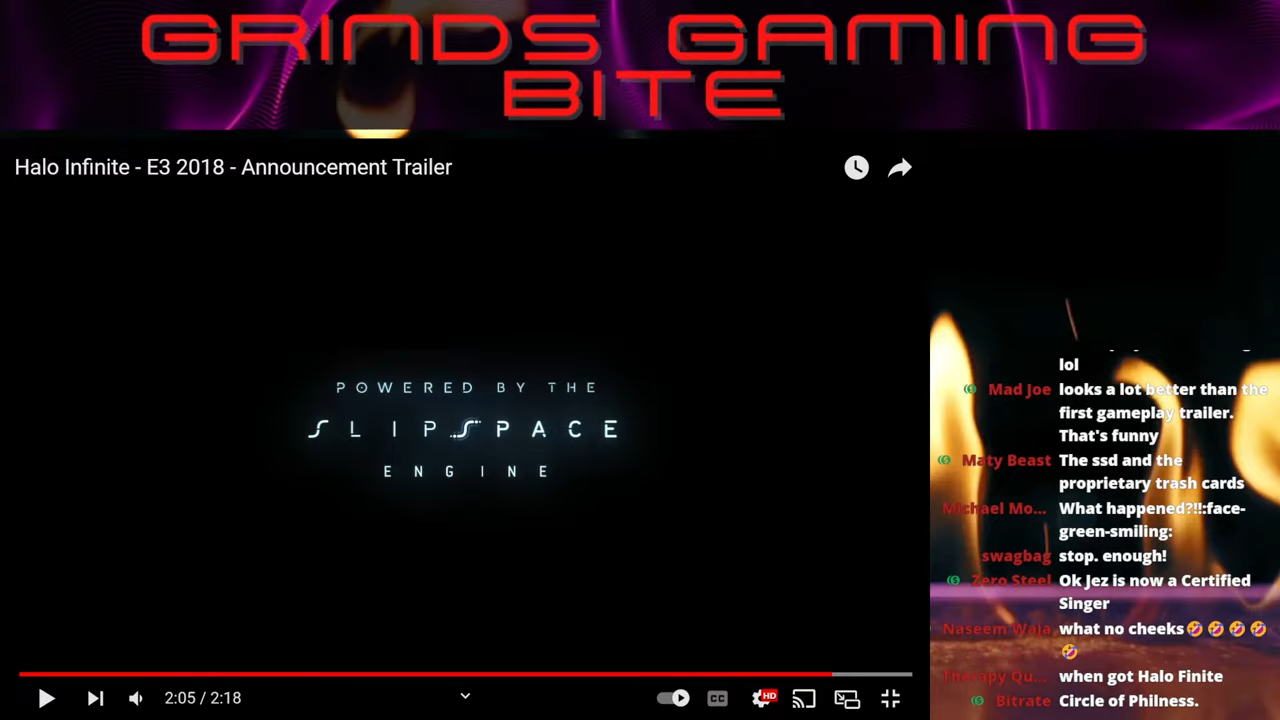 GRINDS GAMING
BITE
Halo Infinite - E3 2018 - Announcement Trailer
POWERED BY THE
SLIPSPACE
ENGINE
lol
Mad Joe looks a lot better than the
first gameplay trailer.
That's funny
Maty Beast The ssd and the
proprietary trash cards
Michael Mo... What happened?!!:face-
green-smiling:
swagbag stop. enough!
Zero Steel Ok Jez is now a Certified
Singer
Naseem Waja what no cheeks🤣🤣🤣🤣
🤣
Therapy Qu... when got Halo Finite
Bitrate Circle of Philness.
2:05 / 2:18
CC
HD